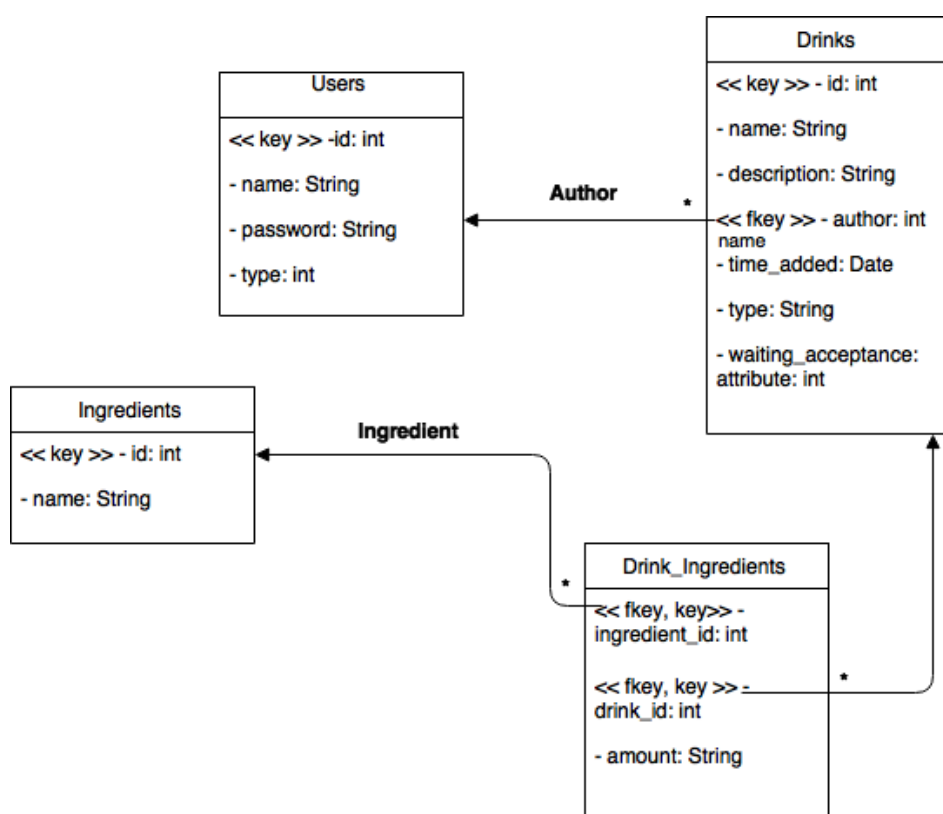 Users
<< key >> -id: int
- name: String
- password: String
- type: int
Author
*
Drinks
<< key >> - id: int
- name: String
- description: String
<< fkey >> - author: int
name
- time_added: Date
- type: String
- waiting_acceptance:
attribute: int
Ingredients
<< key >> - id: int
- name: String
Ingredient
*
Drink_Ingredients
<< fkey, key>> -
ingredient_id: int
<< fkey, key >> -
drink_id: int
- amount: String
*